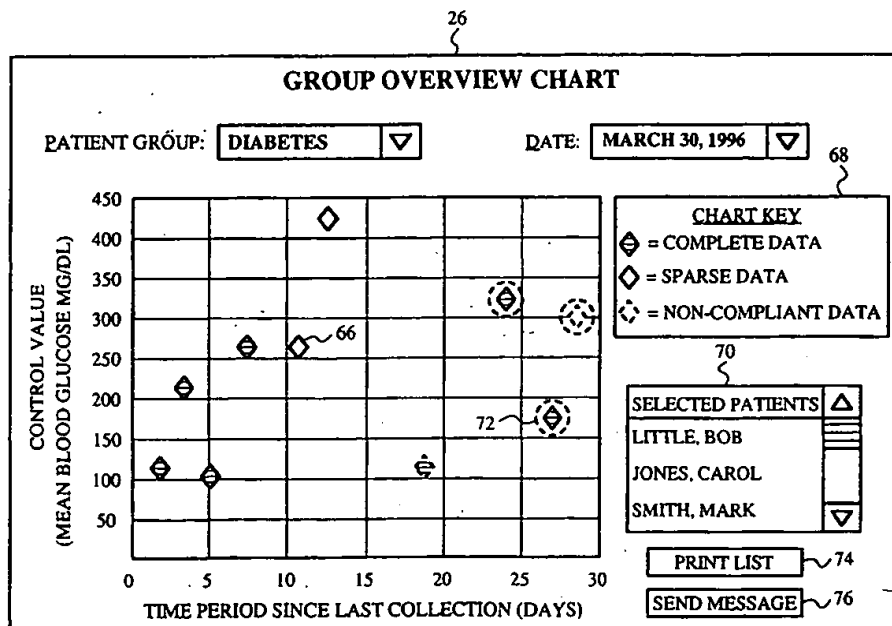 26
GROUP OVERVIEW CHART
PATIENT GROUP: DIABETES
DATE: MARCH 30, 1996
68
CHART KEY
= COMPLETE DATA
= SPARSE DATA
= NON-COMPLIANT DATA
CONTROL VALUE
(MEAN BLOOD GLUCOSE MG/DL)
450
400
350
300
250
200
150
100
50
66
72
0 5 10 15 20 25 30
TIME PERIOD SINCE LAST COLLECTION (DAYS)
70
SELECTED PATIENTS
LITTLE, BOB
JONES, CAROL
SMITH, MARK
PRINT LIST 74
SEND MESSAGE 76